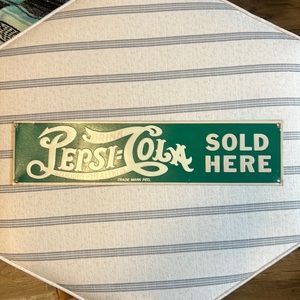 PEPSI=COLA
SOLD
HERE
TRADE MARK REG.